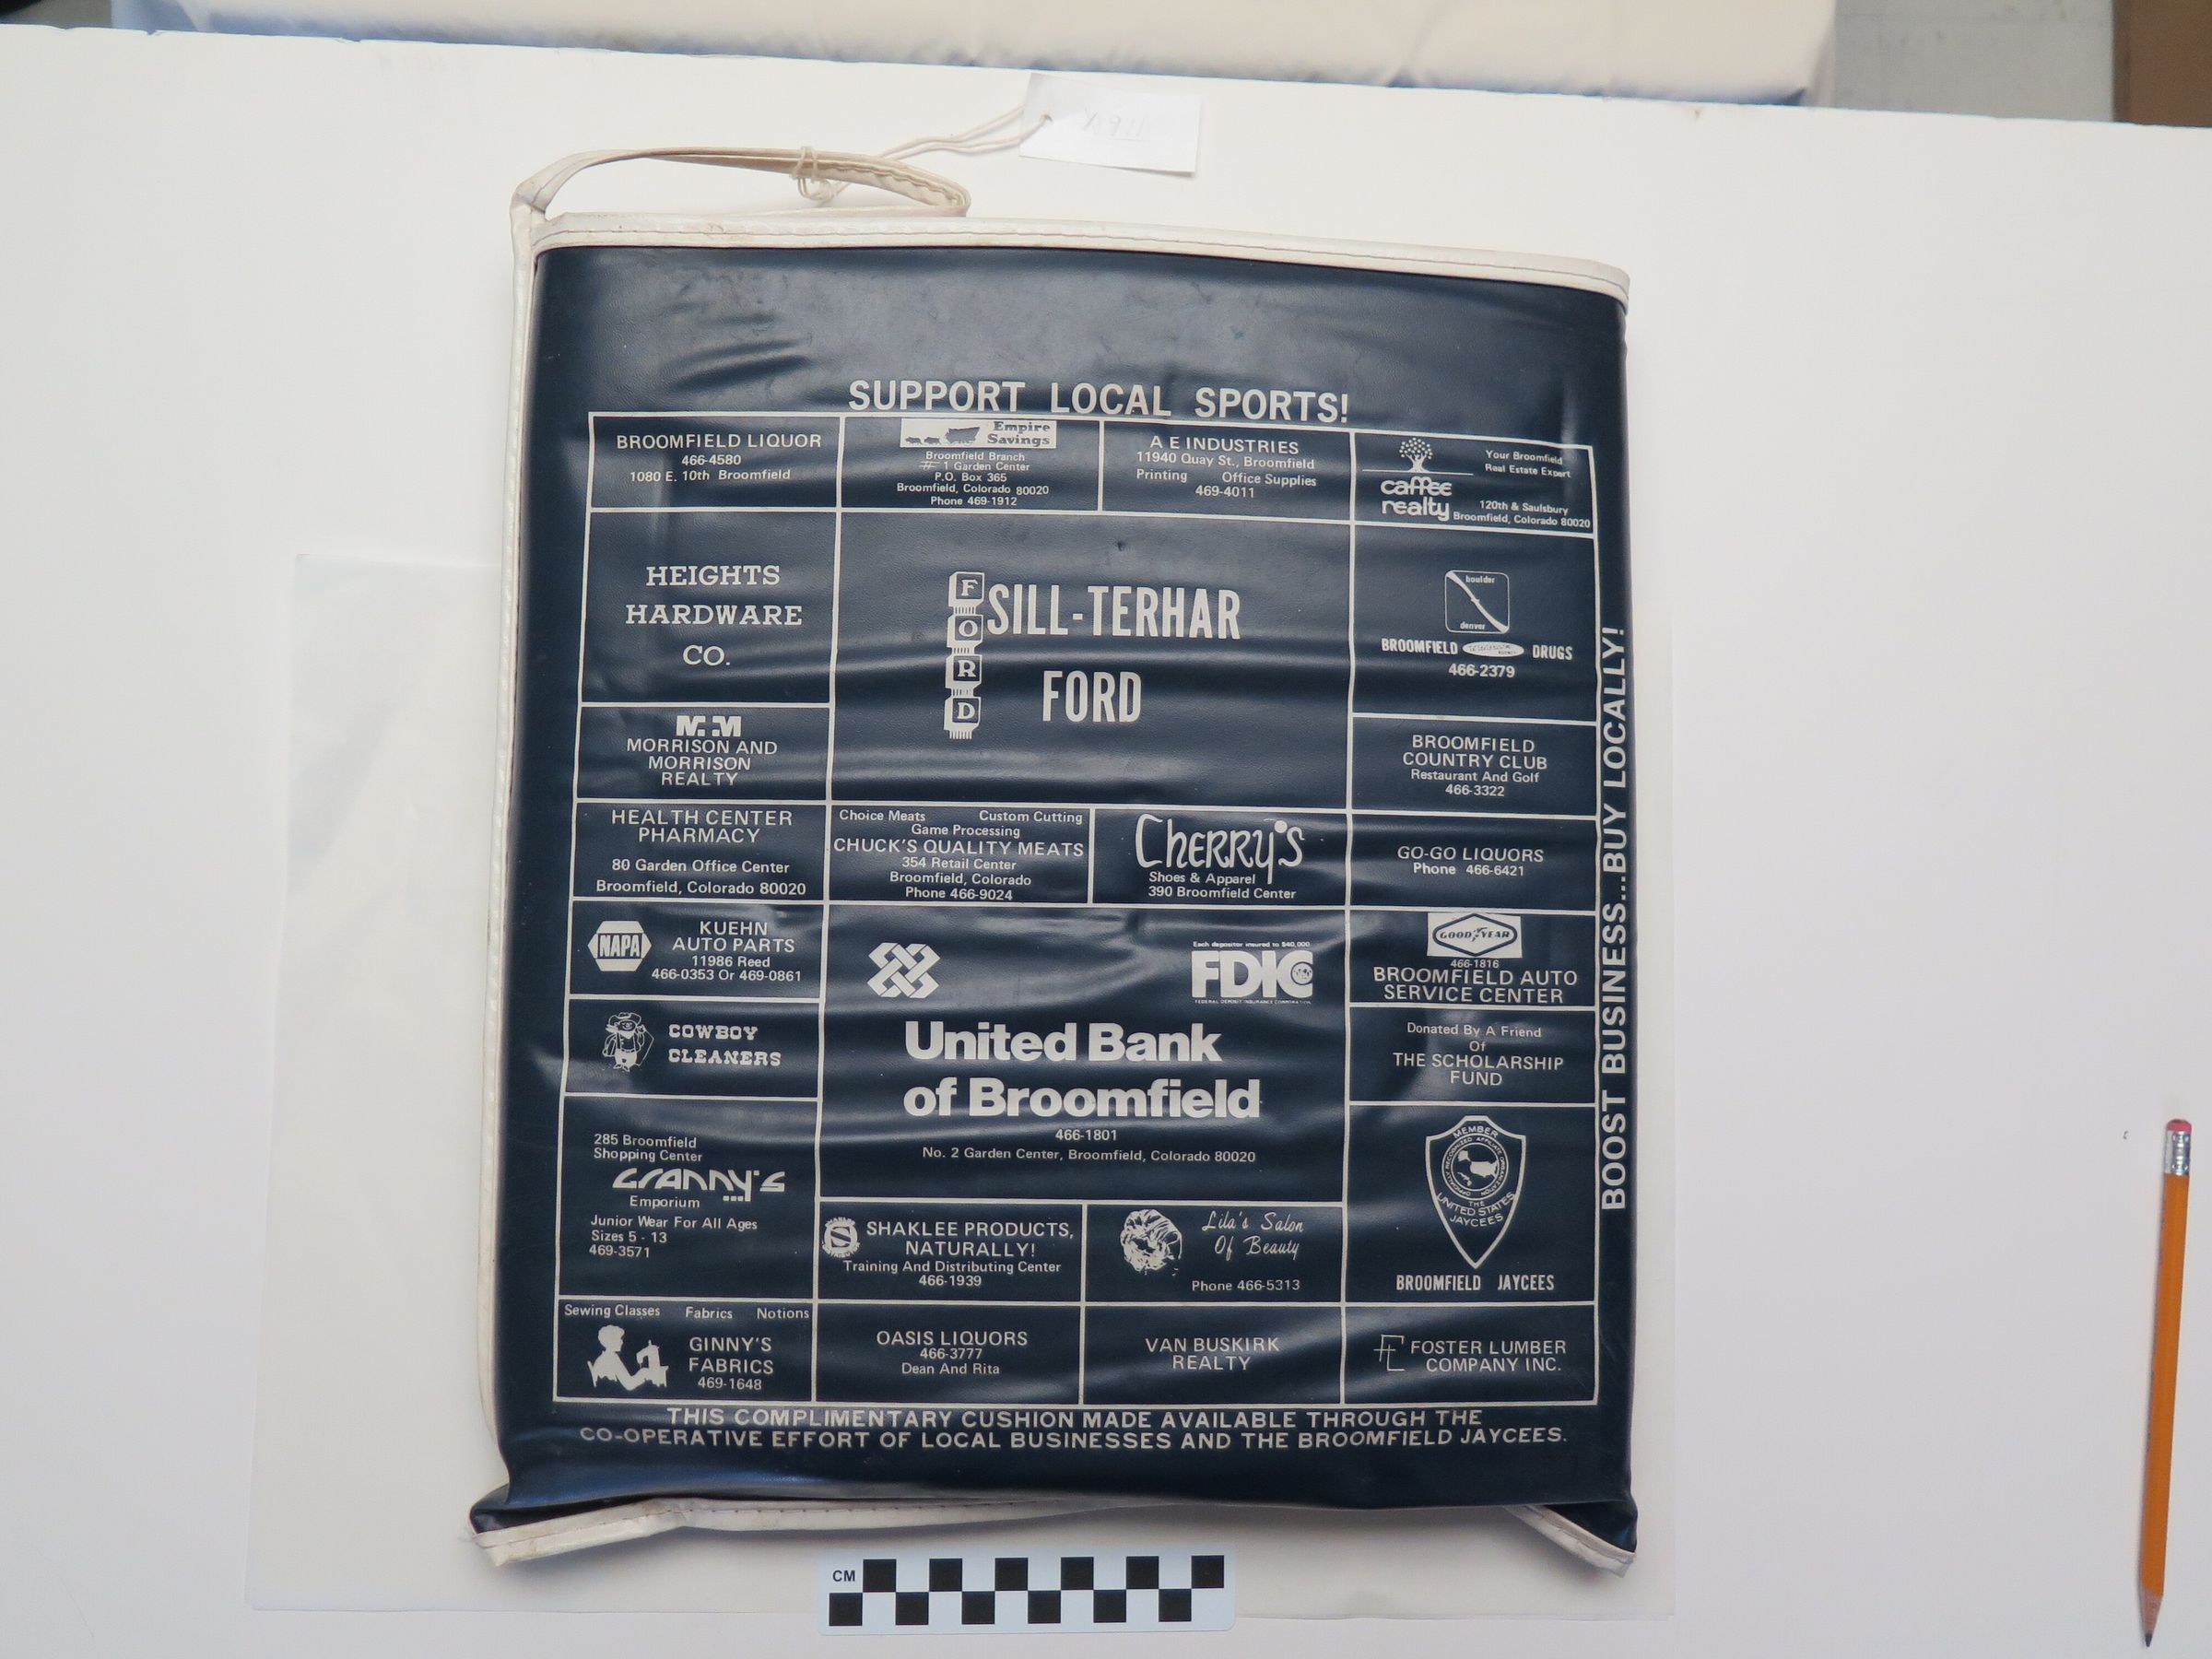 SUPPORT LOCAL SPORTS!
BROOMFIELD LIQUOR
466-4580
1080 E. 10th Broomfield
Empire
Savings
Broomfield Branch
# 1 Garden Center
P.O. Box 365
Broomfield, Colorado 80020
Phone 469-1912
A E INDUSTRIES
11940 Quay St., Broomfield
Printing Office Supplies
469-4011
Your Broomfield
Real Estate Expert
caffee
realty
120th & Saulsbury
Broomfield, Colorado 80020
HEIGHTS
HARDWARE
CO.
FORD
SILL-TERHAR
FORD
boulder
denver
BROOMFIELD DRUGS
466-2379
MM
MORRISON AND
MORRISON
REALTY
BROOMFIELD
COUNTRY CLUB
Restaurant And Golf
466-3322
HEALTH CENTER
PHARMACY
80 Garden Office Center
Broomfield, Colorado 80020
Choice Meats Custom Cutting
Game Processing
CHUCK'S QUALITY MEATS
354 Retail Center
Broomfield, Colorado
Phone 466-9024
Cherry's
Shoes & Apparel
390 Broomfield Center
GO-GO LIQUORS
Phone 466-6421
NAPA
KUEHN
AUTO PARTS
11986 Reed
466-0353 Or 469-0861
Each depositor insured to $40,000
FDIC
FEDERAL DEPOSIT INSURANCE CORPORATION
United Bank
of Broomfield
466-1801
No. 2 Garden Center, Broomfield, Colorado 80020
GOODYEAR
466-1816
BROOMFIELD AUTO
SERVICE CENTER
COWBOY
CLEANERS
Donated By A Friend
Of
THE SCHOLARSHIP
FUND
285 Broomfield
Shopping Center
Granny's
Emporium
Junior Wear For All Ages
Sizes 5 - 13
469-3571
SHAKLEE PRODUCTS,
NATURALLY!
Training And Distributing Center
466-1939
Lila's Salon
Of Beauty
Phone 466-5313
MEMBER
THE
UNITED STATES
JAYCEES
BROOMFIELD JAYCEES
Sewing Classes Fabrics Notions
GINNY'S
FABRICS
469-1648
OASIS LIQUORS
466-3777
Dean And Rita
VAN BUSKIRK
REALTY
FOSTER LUMBER
COMPANY INC.
BOOST BUSINESS...BUY LOCALLY!
THIS COMPLIMENTARY CUSHION MADE AVAILABLE THROUGH THE
CO-OPERATIVE EFFORT OF LOCAL BUSINESSES AND THE BROOMFIELD JAYCEES.
CM